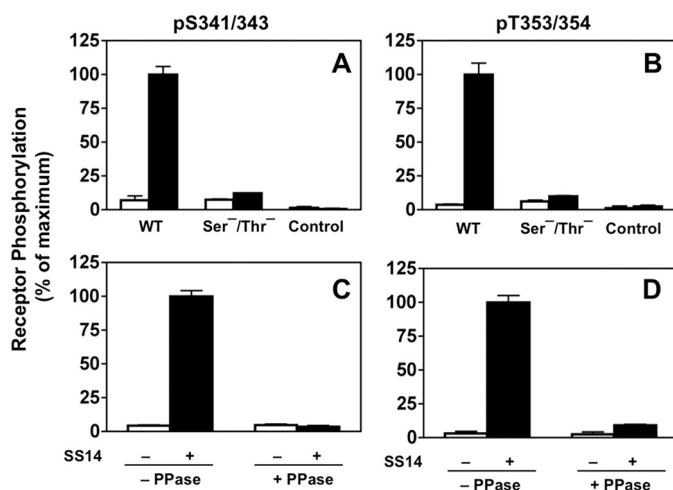 pS341/343
pT353/354
Receptor Phosphorylation
(% of maximum)
125
100
75
50
25
0
A
WT Ser⁻/Thr⁻ Control
125
100
75
50
25
0
B
WT Ser⁻/Thr⁻ Control
125
100
75
50
25
0
C
SS14 – + – +
– PPase + PPase
125
100
75
50
25
0
D
SS14 – + – +
– PPase + PPase